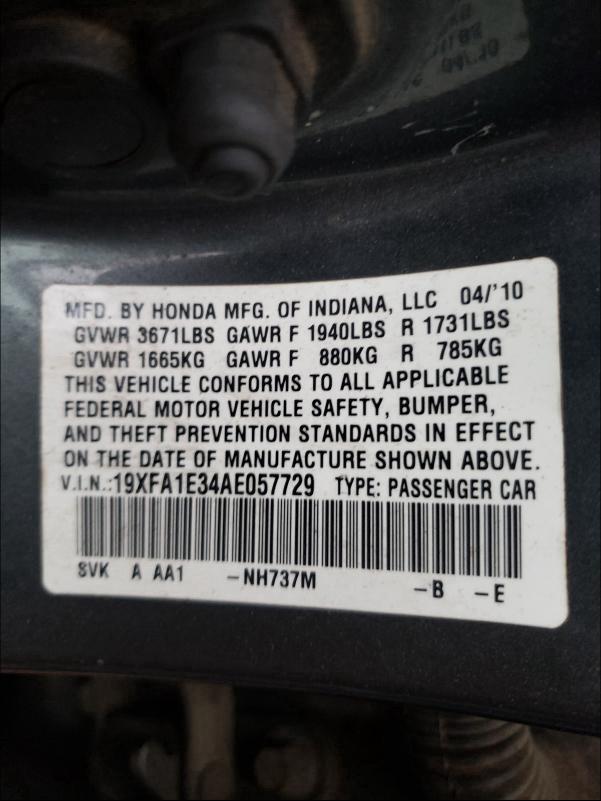 MFD. BY HONDA MFG. OF INDIANA, LLC 04/'10
GVWR 3671LBS GAWR F 1940LBS R 1731LBS
GVWR 1665KG GAWR F 880KG R 785KG
THIS VEHICLE CONFORMS TO ALL APPLICABLE
FEDERAL MOTOR VEHICLE SAFETY, BUMPER,
AND THEFT PREVENTION STANDARDS IN EFFECT
ON THE DATE OF MANUFACTURE SHOWN ABOVE.
V.I.N.:19XFA1E34AE057729 TYPE: PASSENGER CAR
SVK A AA1 –NH737M –B –E